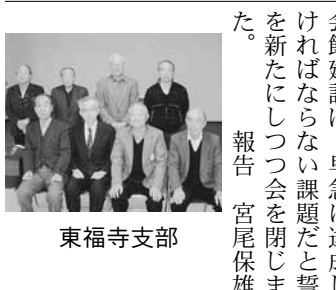 ければならない課題だと誓
を新たにしつつ会を閉じま
た。　報告　宮尾保雄
東福寺支部